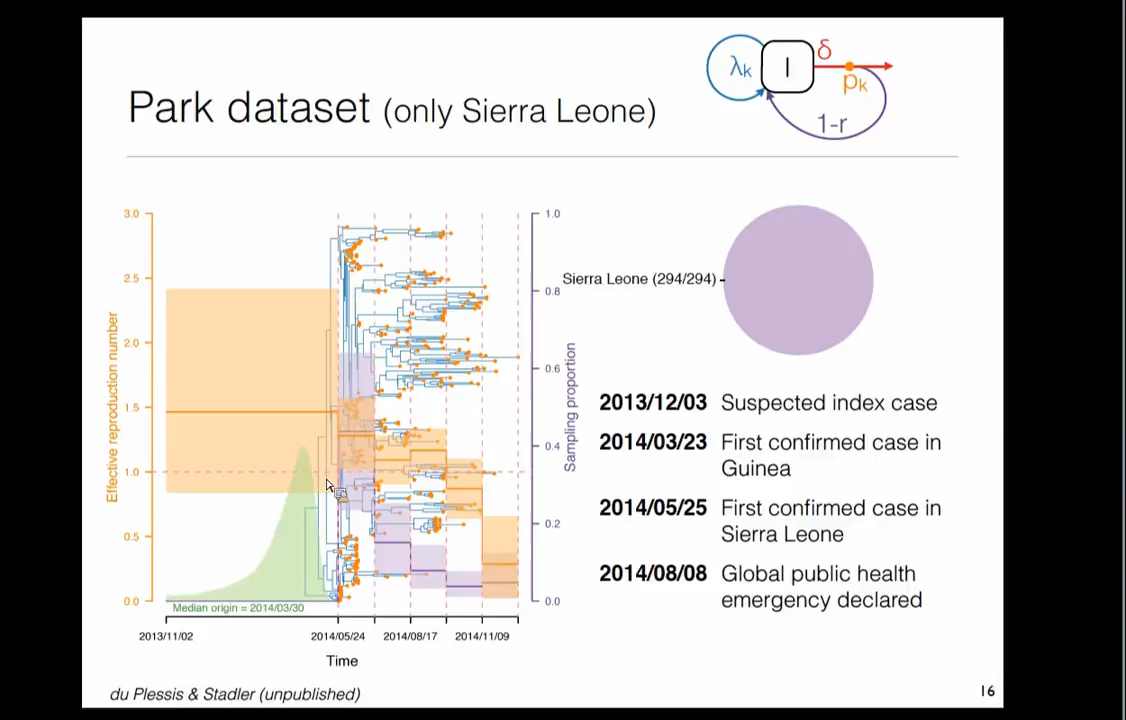 λk
I
δ
pk
1-r
Park dataset (only Sierra Leone)
Effective reproduction number
3.0
2.5
2.0
1.5
1.0
0.5
0.0
Median origin = 2014/03/30
2013/11/02
2014/05/24
2014/08/17
2014/11/09
Time
1.0
0.8
0.6
0.4
0.2
0.0
Sampling proportion
Sierra Leone (294/294)
2013/12/03 Suspected index case
2014/03/23 First confirmed case in
Guinea
2014/05/25 First confirmed case in
Sierra Leone
2014/08/08 Global public health
emergency declared
du Plessis & Stadler (unpublished)
16